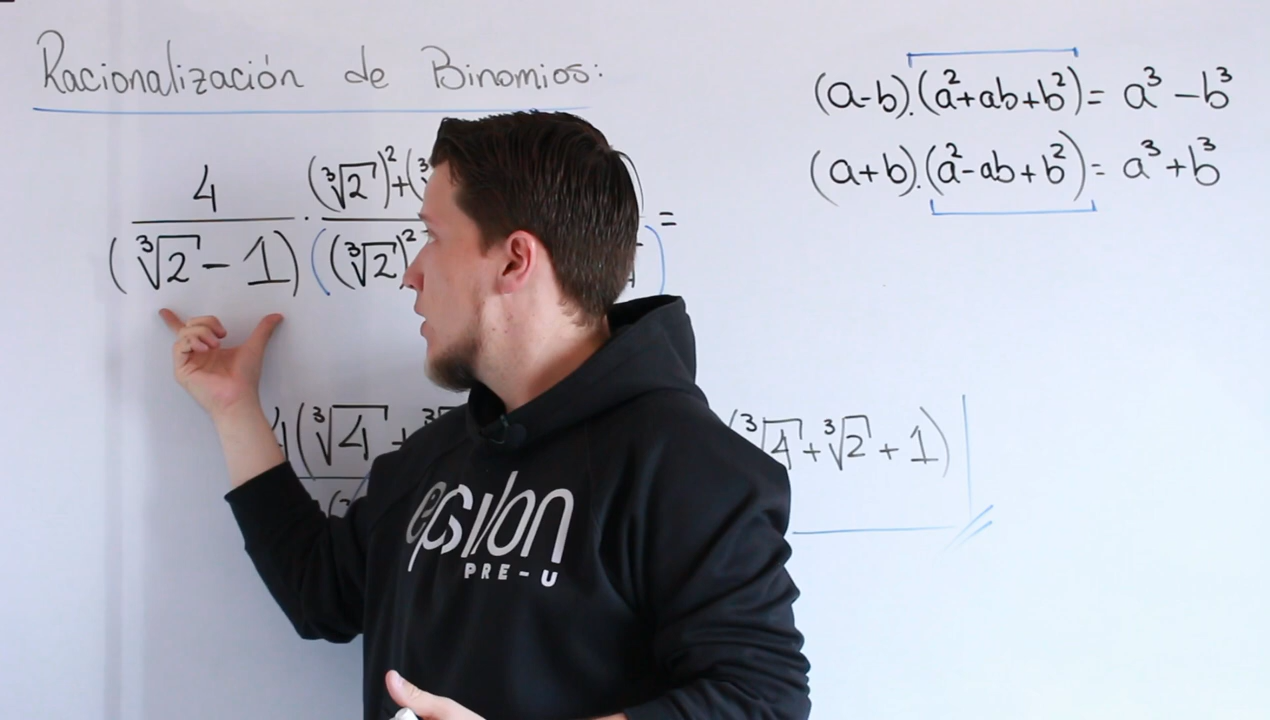 Racionalización de Binomios:
(a-b).(a²+ab+b²)= a³-b³
(a+b).(a²-ab+b²)= a³+b³
4 / (∛2 - 1) · (∛2)²+(∛ / ((∛2)² =
4(∛4 + ∛
(∛4+∛2+1)
epsilon
PRE-U